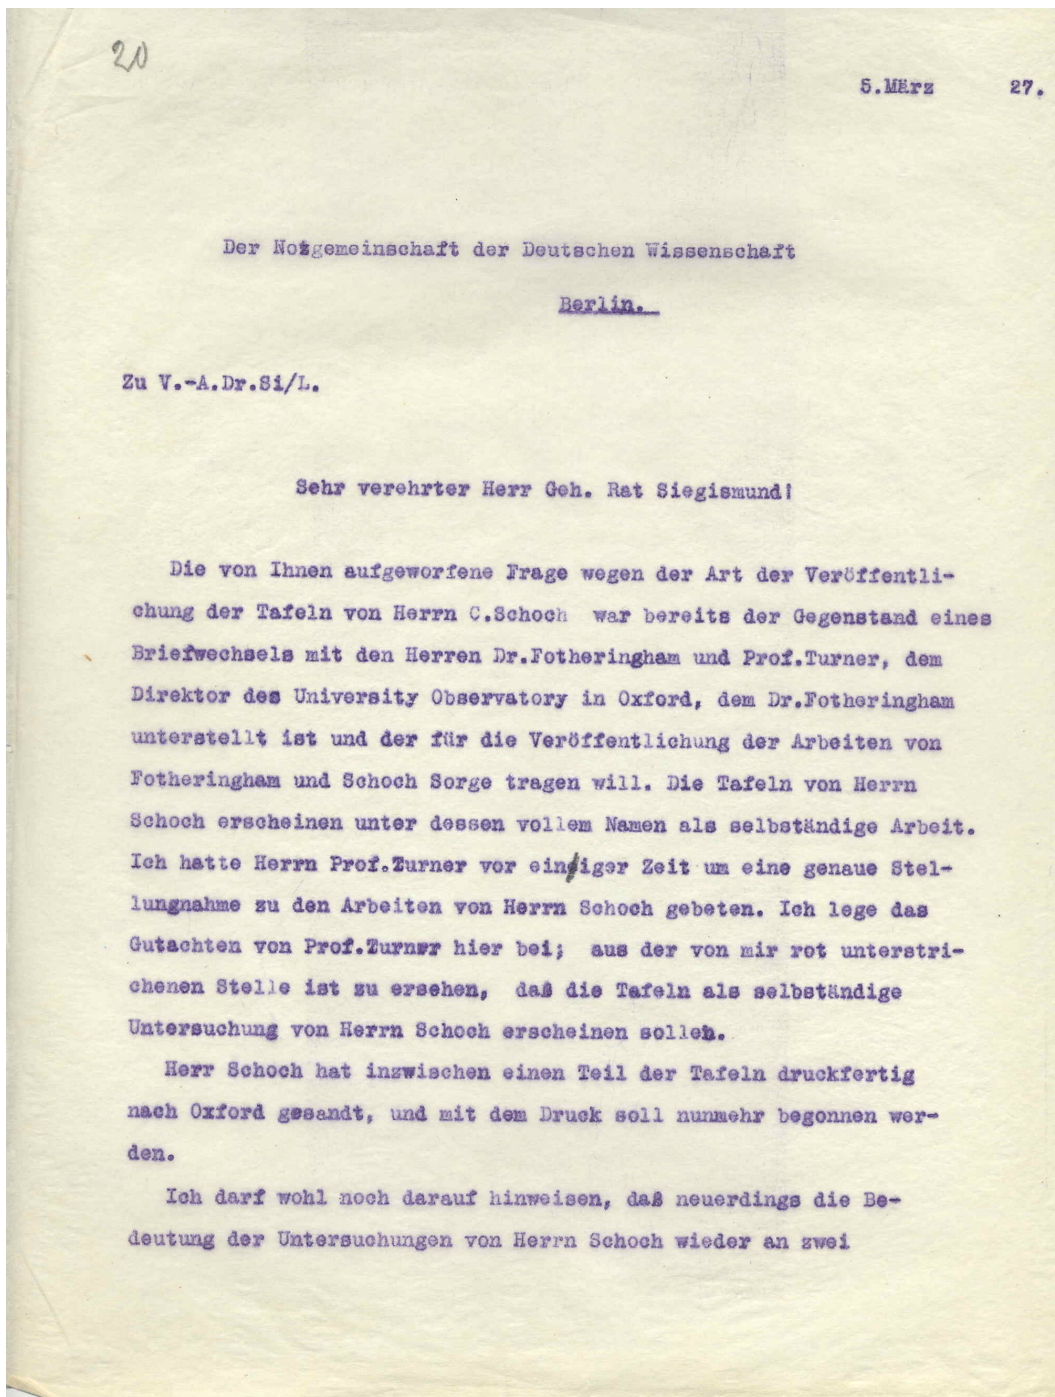 20
5.März 27.
Der Notgemeinschaft der Deutschen Wissenschaft
Berlin.
Zu V.-A.Dr.Si/L.
Sehr verehrter Herr Geh. Rat Siegismund!
Die von Ihnen aufgeworfene Frage wegen der Art der Veröffentli-
chung der Tafeln von Herrn C.Schoch war bereits der Gegenstand eines
Briefwechsels mit den Herren Dr.Fotheringham und Prof.Turner, dem
Direktor des University Observatory in Oxford, dem Dr.Fotheringham
unterstellt ist und der für die Veröffentlichung der Arbeiten von
Fotheringham und Schoch Sorge tragen will. Die Tafeln von Herrn
Schoch erscheinen unter dessen vollem Namen als selbständige Arbeit.
Ich hatte Herrn Prof.Turner vor einiger Zeit um eine genaue Stel-
lungnahme zu den Arbeiten von Herrn Schoch gebeten. Ich lege das
Gutachten von Prof.Turner hier bei; aus der von mir rot unterstri-
chenen Stelle ist zu ersehen, daß die Tafeln als selbständige
Untersuchung von Herrn Schoch erscheinen sollen.
Herr Schoch hat inzwischen einen Teil der Tafeln druckfertig
nach Oxford gesandt, und mit dem Druck soll nunmehr begonnen wer-
den.
Ich darf wohl noch darauf hinweisen, daß neuerdings die Be-
deutung der Untersuchungen von Herrn Schoch wieder an zwei